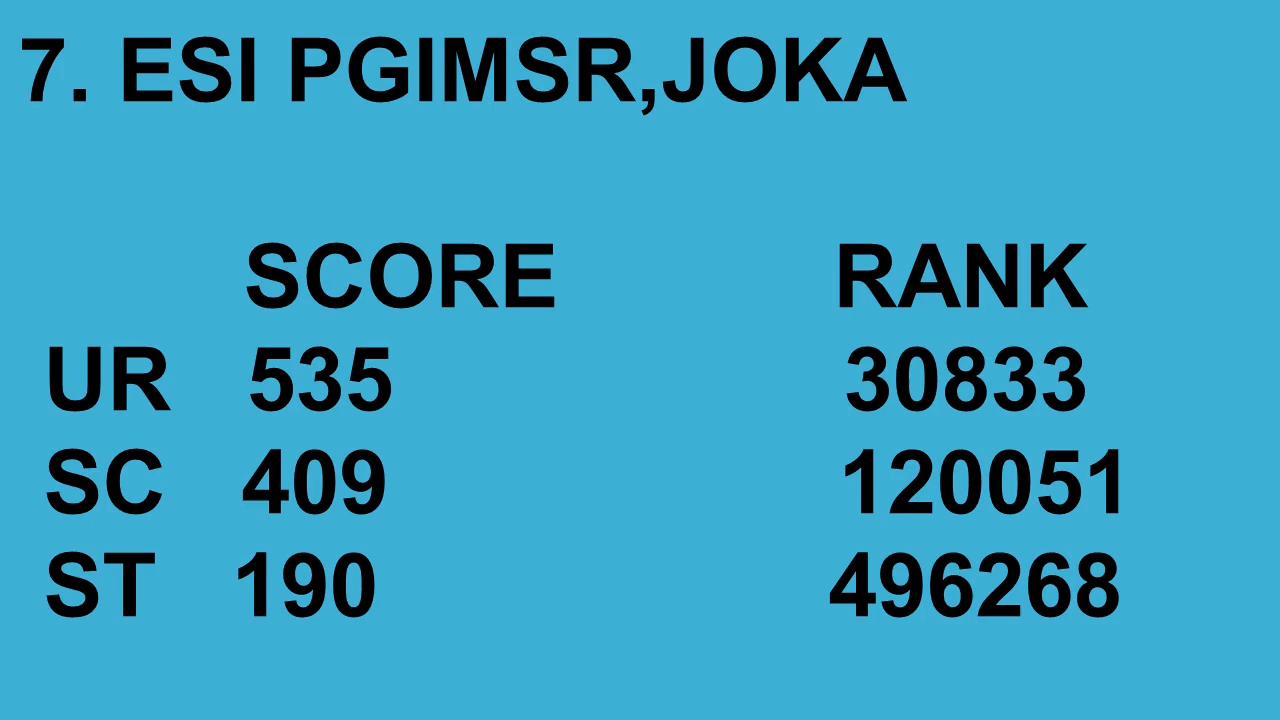 7. ESI PGIMSR,JOKA
SCORE RANK
UR 535 30833
SC 409 120051
ST 190 496268